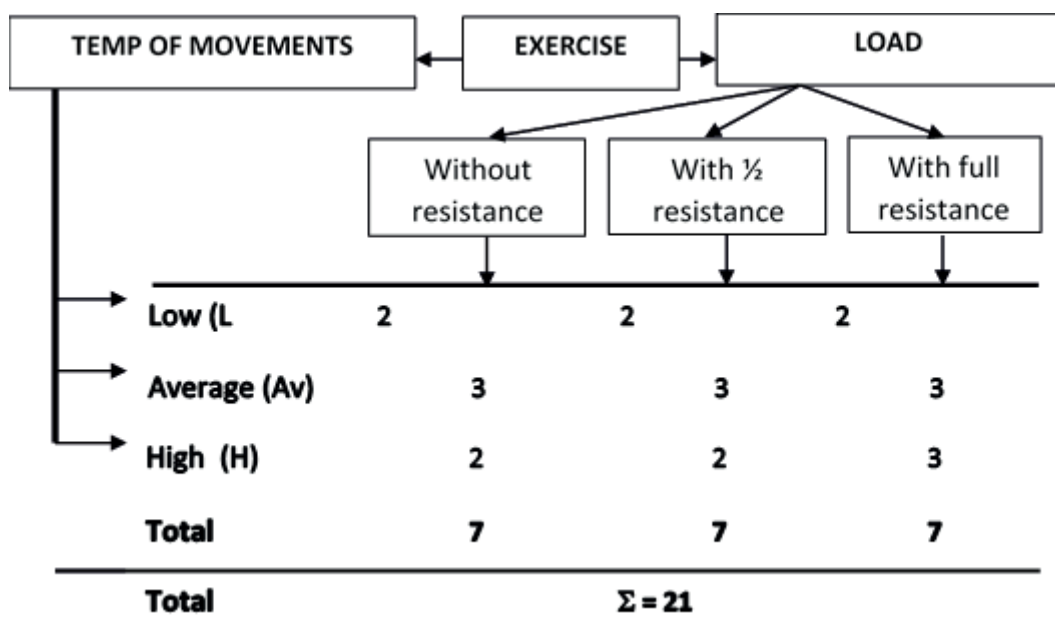 TEMP OF MOVEMENTS
EXERCISE
LOAD
Without
resistance
With ½
resistance
With full
resistance
Low (L 2 2 2
Average (Av) 3 3 3
High (H) 2 2 3
Total 7 7 7
Total Σ = 21